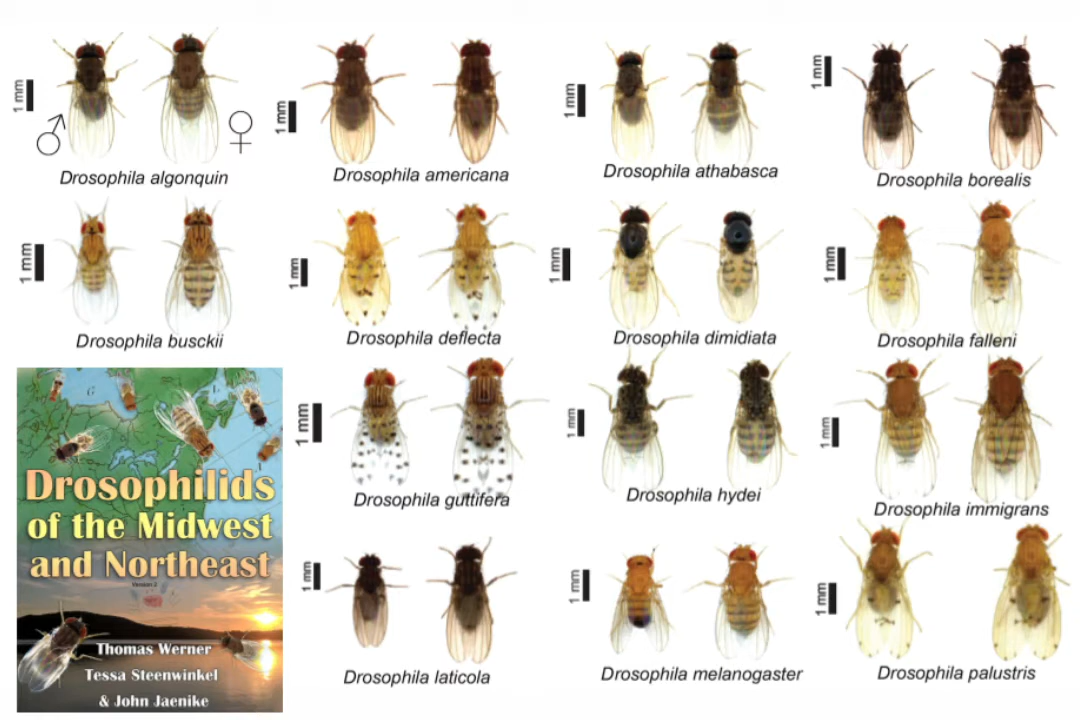 1 mm
♂
♀
Drosophila algonquin
1 mm
Drosophila americana
1 mm
Drosophila athabasca
1 mm
Drosophila borealis
1 mm
Drosophila busckii
1 mm
Drosophila deflecta
1 mm
Drosophila dimidiata
1 mm
Drosophila falleni
1 mm
Drosophila guttifera
1 mm
Drosophila hydei
1 mm
Drosophila immigrans
1 mm
Drosophila laticola
1 mm
Drosophila melanogaster
1 mm
Drosophila palustris
Drosophilids
of the Midwest
and Northeast
Version 2
Thomas Werner
Tessa Steenwinkel
& John Jaenike